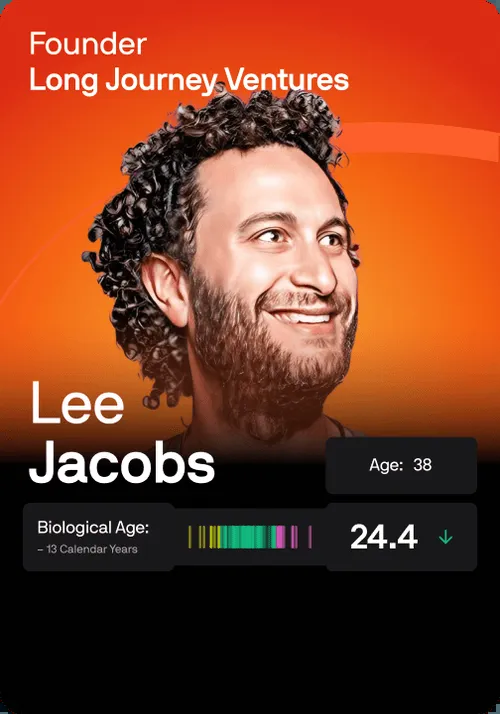 Founder
Long Journey Ventures
Lee
Jacobs
Age: 38
Biological Age:
– 13 Calendar Years
24.4 ↓